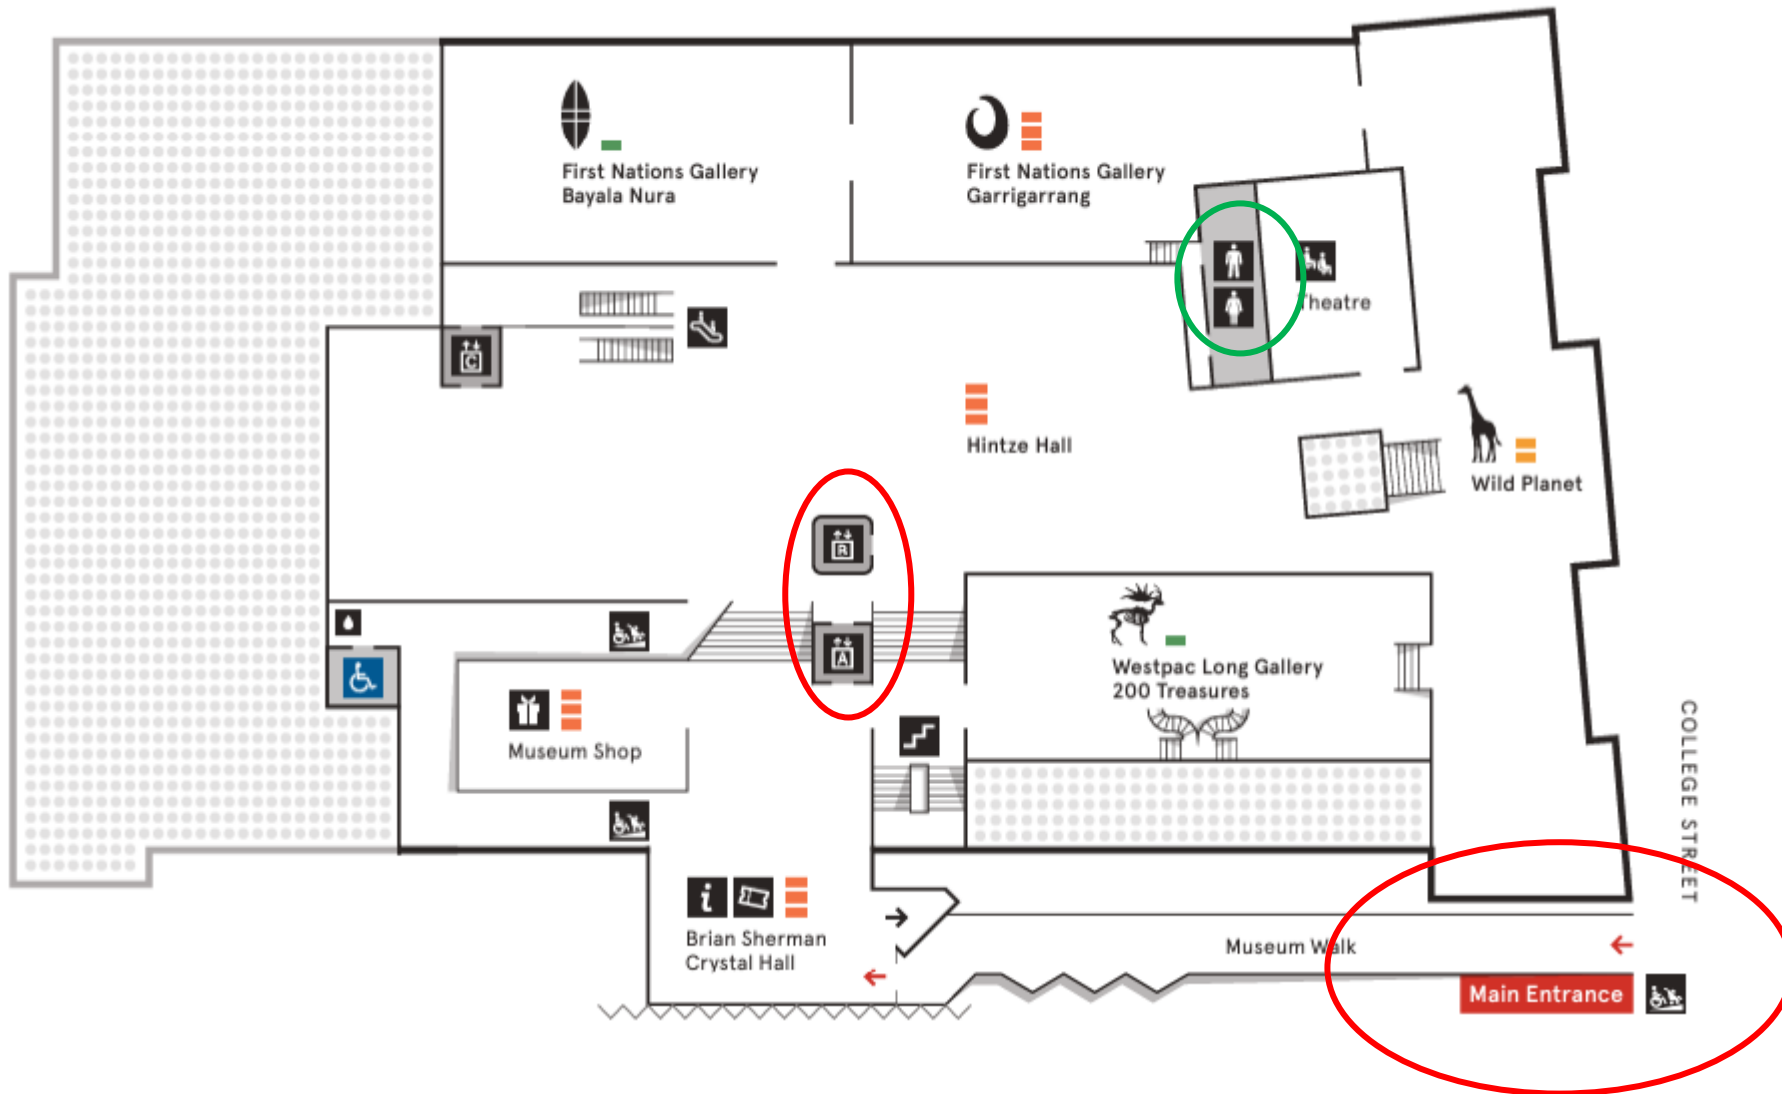 First Nations Gallery
Bayala Nura
First Nations Gallery
Garrigarrang
Theatre
C
Hintze Hall
Wild Planet
B
A
Westpac Long Gallery
200 Treasures
Museum Shop
COLLEGE STREET
i
Brian Sherman
Crystal Hall
Museum Walk
Main Entrance